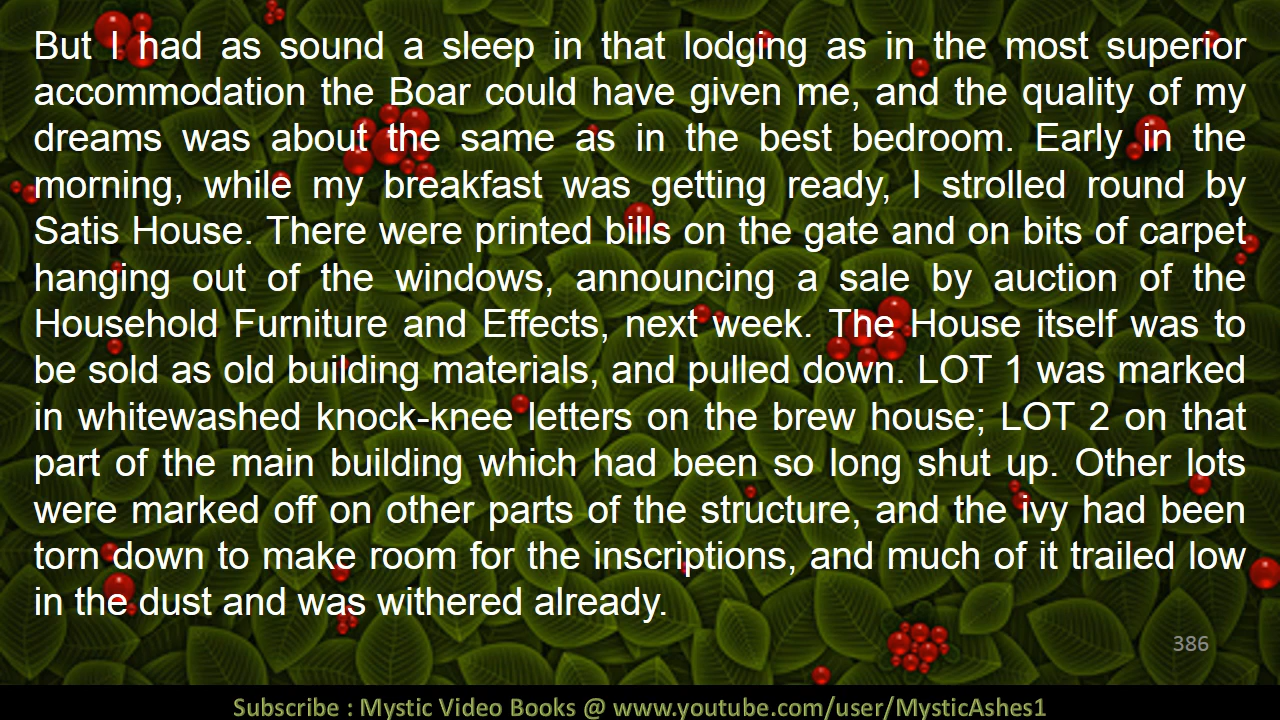 But I had as sound a sleep in that lodging as in the most superior
accommodation the Boar could have given me, and the quality of my
dreams was about the same as in the best bedroom. Early in the
morning, while my breakfast was getting ready, I strolled round by
Satis House. There were printed bills on the gate and on bits of carpet
hanging out of the windows, announcing a sale by auction of the
Household Furniture and Effects, next week. The House itself was to
be sold as old building materials, and pulled down. LOT 1 was marked
in whitewashed knock-knee letters on the brew house; LOT 2 on that
part of the main building which had been so long shut up. Other lots
were marked off on other parts of the structure, and the ivy had been
torn down to make room for the inscriptions, and much of it trailed low
in the dust and was withered already.
386
Subscribe : Mystic Video Books @ www.youtube.com/user/MysticAshes1